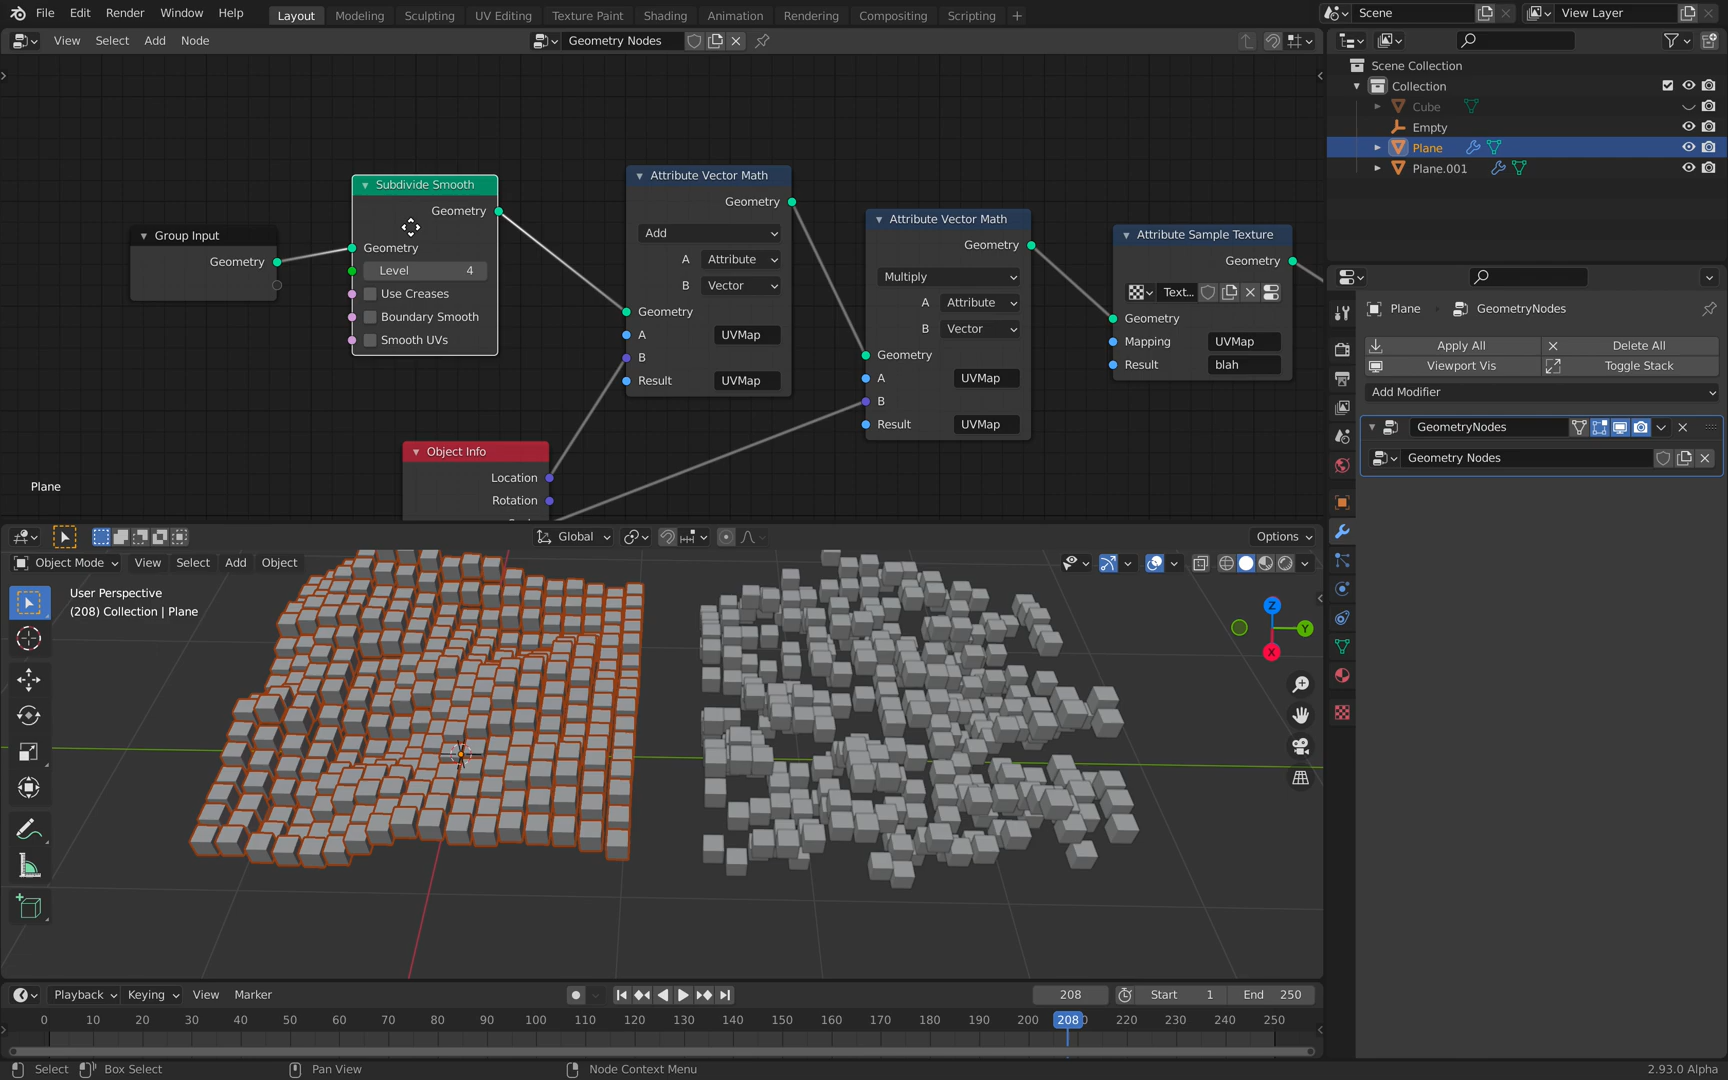 File Edit Render Window Help
Layout Modeling Sculpting UV Editing Texture Paint Shading Animation Rendering Compositing Scripting +
Scene
View Layer
View Select Add Node
Geometry Nodes
Scene Collection
Collection
Cube
Empty
Plane
Plane.001
Group Input
Geometry
Subdivide Smooth
Geometry
Geometry
Level 4
Use Creases
Boundary Smooth
Smooth UVs
Attribute Vector Math
Geometry
Add
A Attribute
B Vector
Geometry
A UVMap
B
Result UVMap
Attribute Vector Math
Geometry
Multiply
A Attribute
B Vector
Geometry
A UVMap
B
Result UVMap
Attribute Sample Texture
Geometry
Text...
Geometry
Mapping UVMap
Result blah
Object Info
Location
Rotation
Plane
Plane GeometryNodes
Apply All Delete All
Viewport Vis Toggle Stack
Add Modifier
GeometryNodes
Geometry Nodes
Global
Options
Object Mode View Select Add Object
User Perspective
(208) Collection | Plane
Z
Y
X
Playback Keying View Marker
208 Start 1 End 250
0 10 20 30 40 50 60 70 80 90 100 110 120 130 140 150 160 170 180 190 200 208 220 230 240 250
Select Box Select Pan View Node Context Menu 2.93.0 Alpha